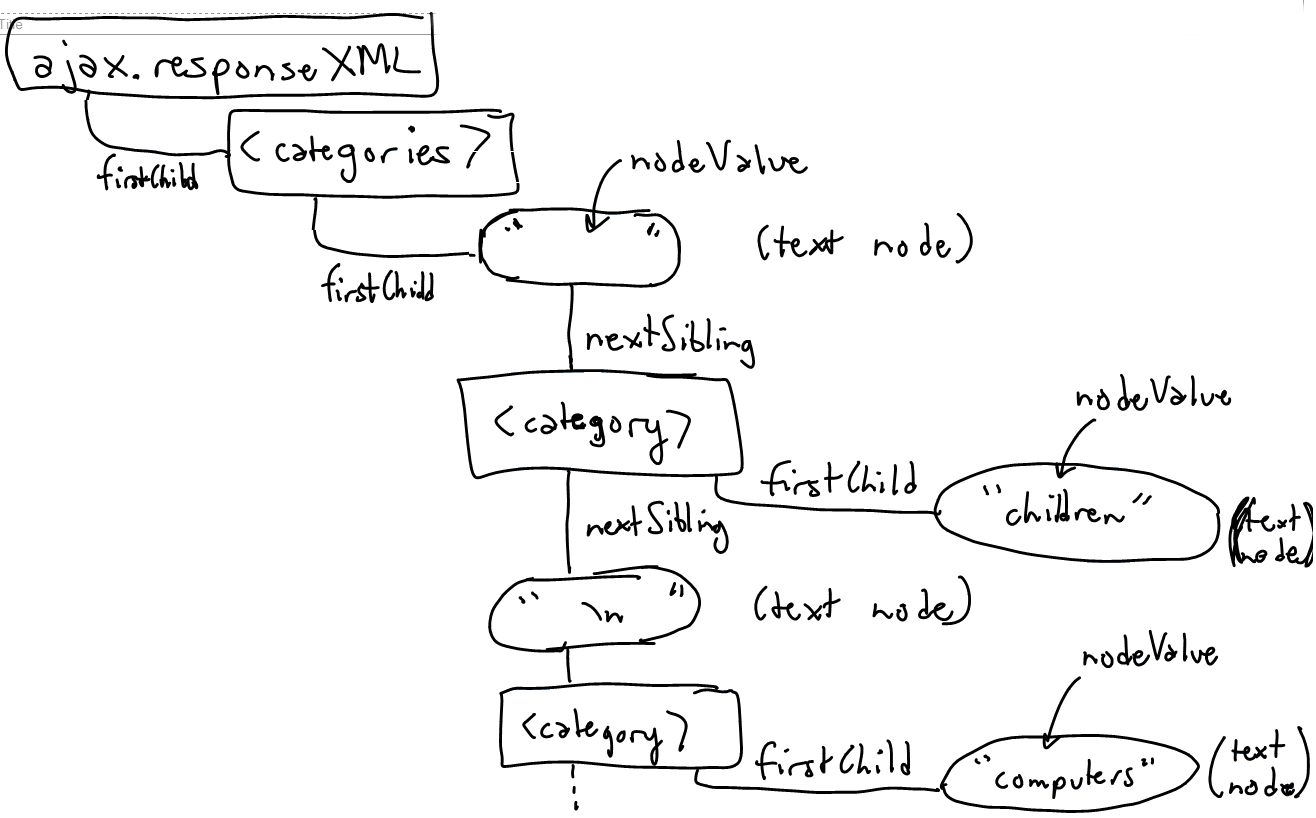 Title
ajax.responseXML
firstChild
<categories>
nodeValue
" "
(text node)
firstChild
nextSibling
<category>
nodeValue
firstChild
"children"
(text
node)
nextSibling
" \n "
(text node)
nodeValue
<category>
firstChild
"computers"
(text
node)